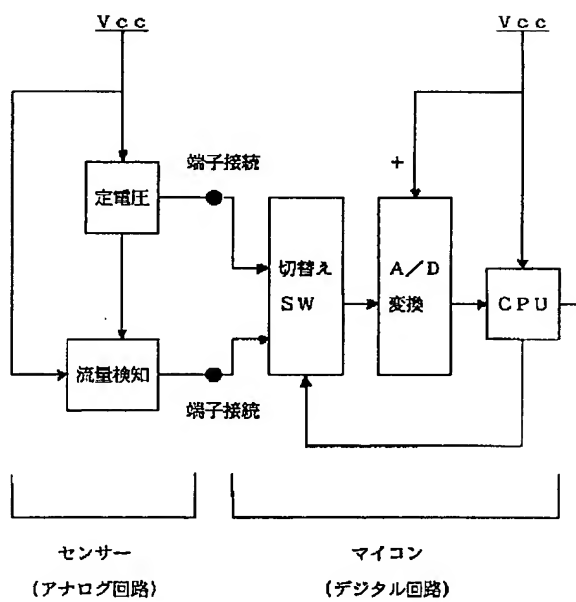 Vcc
Vcc
端子接続
+
定電圧
切替え
SW
A/D
変換
CPU
流量検知
端子接続
センサー
(アナログ回路)
マイコン
(デジタル回路)